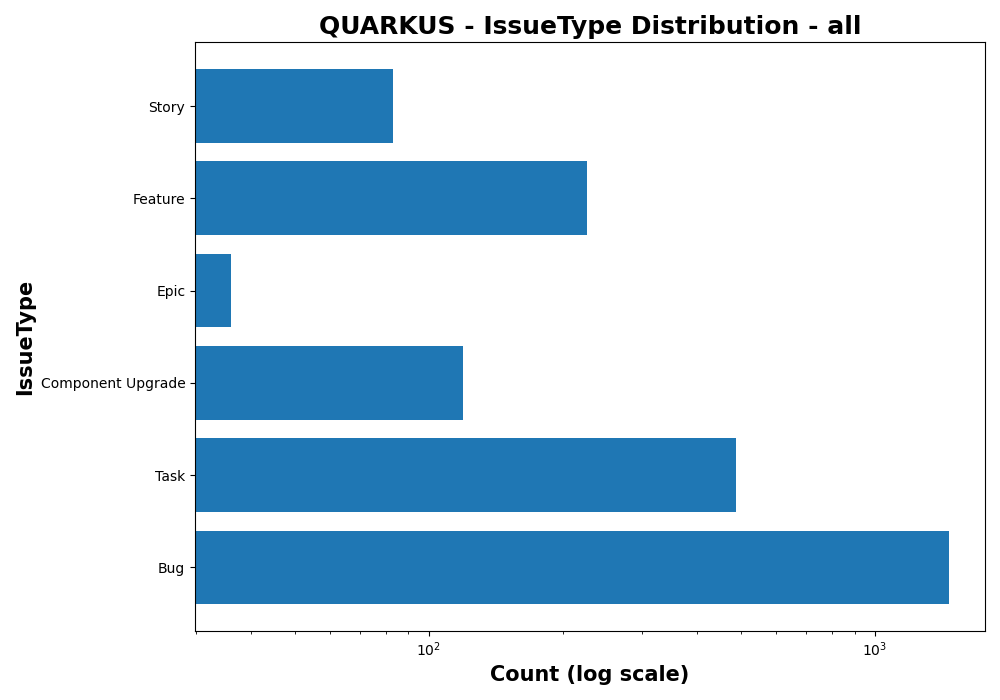 QUARKUS - IssueType Distribution - all
Story
Feature
Epic
Component Upgrade
Task
Bug
IssueType
10²
10³
Count (log scale)